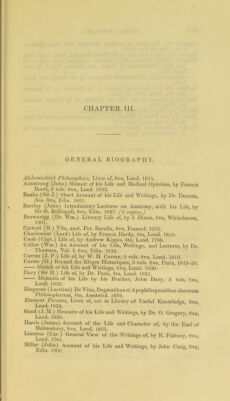 CHAPTER III.
GENERAL BIOGRAPHY.
Alchemystical Philosophers, Lives of, 8vo, Lond. 1815.
Armstrong (John) Memoir of his Life and Medical Opinions, by Francis
Boott, 2 vols. 8vo, Lond. 1833.
(Sir J.) Short Account of his Life and Writings, by Dr Duncan,
Sen. 8vo, Edin.
Barclay (John) Introductory Lectures on Anatomy, with his Life, by
Sir G. Ballingall, 8vo, Edin. 1827. (2 copies.)
Brownrigg (Dr. Wm.) Literary Life of, by J. Dixon, 8vo, Whitehaven,
1801.
Carteni (R.) Vita, auct. Pet. Borello, 8vo, Francof. 1676.
Charlemont (Lord) Life of, by Francis Hardy, 4to, Lond. 1810.
Cook (Capt.) Life of, by Andrew Kippis, 4to, Lond. 1788.
Cullen (Wm.) An Account of his Life, Writings, and Lectures, by Dr.
Thomson, Vol. I. 8vo, Edin. 1832.
Curran (J. P.) Life of, by W. H. Curran, 2 vols. 8vo, Lond. 1819.
Cuvier (G.) Recueil des Eloges Historiques, 3 vols. 8vo, Paris, 1819-30.
— Sketch of his Life and Writings, 8vo, Lond. 1830.
Davy (Sir H.) Life of, by Dr. Paris, 4to, Lond. 1831.
— Memoirs of his Life by his Brother, John Davy, 2 vols. 8vo,
Lond. 1836.
Diogenes (Laertius) De Vitis, Dogmatibus et Apophthegmatibus clarorum
Philosophorum, 4to, Amsteled. 1692.
Eminent Persons, Lives of, ext. in Library of Useful Knowledge, 8vo,
Lond. 1833.
Good (J. M.) Memoirs of his Life and Writings, by Dr. O. Gregory, 8vo,
Lond. 1828.
Harris (James) Account of the Life and Character of, by the Earl of
Malmesbury, 8vo, Lond. 1803.
Linnæus (Car.) General View of the Writings of, by R. Pulteney, 8vo,
Lond. 1781.
Millar (John) Account of his Life and Writings, by John Craig, 8vo,
Edin. 1806.